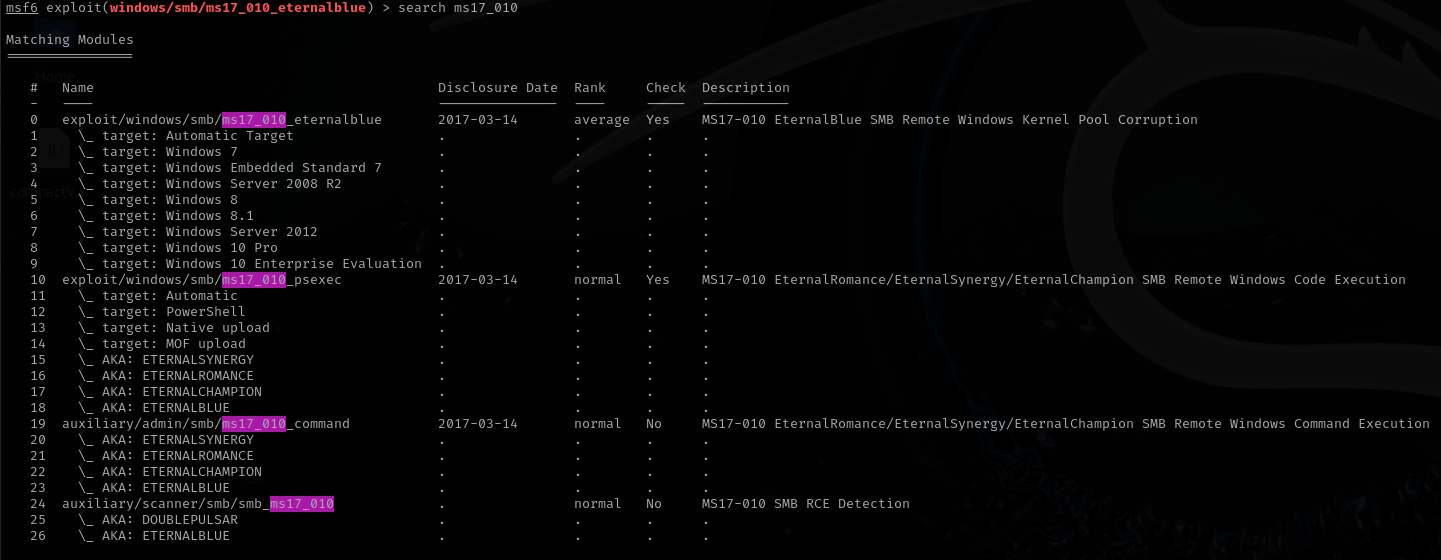 msf6 exploit(windows/smb/ms17_010_eternalblue) > search ms17_010
Matching Modules
================
# Name Disclosure Date Rank Check Description
- ---- --------------- ---- ----- -----------
0 exploit/windows/smb/ms17_010_eternalblue 2017-03-14 average Yes MS17-010 EternalBlue SMB Remote Windows Kernel Pool Corruption
1 \_ target: Automatic Target . . . .
2 \_ target: Windows 7 . . . .
3 \_ target: Windows Embedded Standard 7 . . . .
4 \_ target: Windows Server 2008 R2 . . . .
5 \_ target: Windows 8 . . . .
6 \_ target: Windows 8.1 . . . .
7 \_ target: Windows Server 2012 . . . .
8 \_ target: Windows 10 Pro . . . .
9 \_ target: Windows 10 Enterprise Evaluation . . . .
10 exploit/windows/smb/ms17_010_psexec 2017-03-14 normal Yes MS17-010 EternalRomance/EternalSynergy/EternalChampion SMB Remote Windows Code Execution
11 \_ target: Automatic . . . .
12 \_ target: PowerShell . . . .
13 \_ target: Native upload . . . .
14 \_ target: MOF upload . . . .
15 \_ AKA: ETERNALSYNERGY . . . .
16 \_ AKA: ETERNALROMANCE . . . .
17 \_ AKA: ETERNALCHAMPION . . . .
18 \_ AKA: ETERNALBLUE . . . .
19 auxiliary/admin/smb/ms17_010_command 2017-03-14 normal No MS17-010 EternalRomance/EternalSynergy/EternalChampion SMB Remote Windows Command Execution
20 \_ AKA: ETERNALSYNERGY . . . .
21 \_ AKA: ETERNALROMANCE . . . .
22 \_ AKA: ETERNALCHAMPION . . . .
23 \_ AKA: ETERNALBLUE . . . .
24 auxiliary/scanner/smb/smb_ms17_010 . normal No MS17-010 SMB RCE Detection
25 \_ AKA: DOUBLEPULSAR . . . .
26 \_ AKA: ETERNALBLUE . . . .
Home